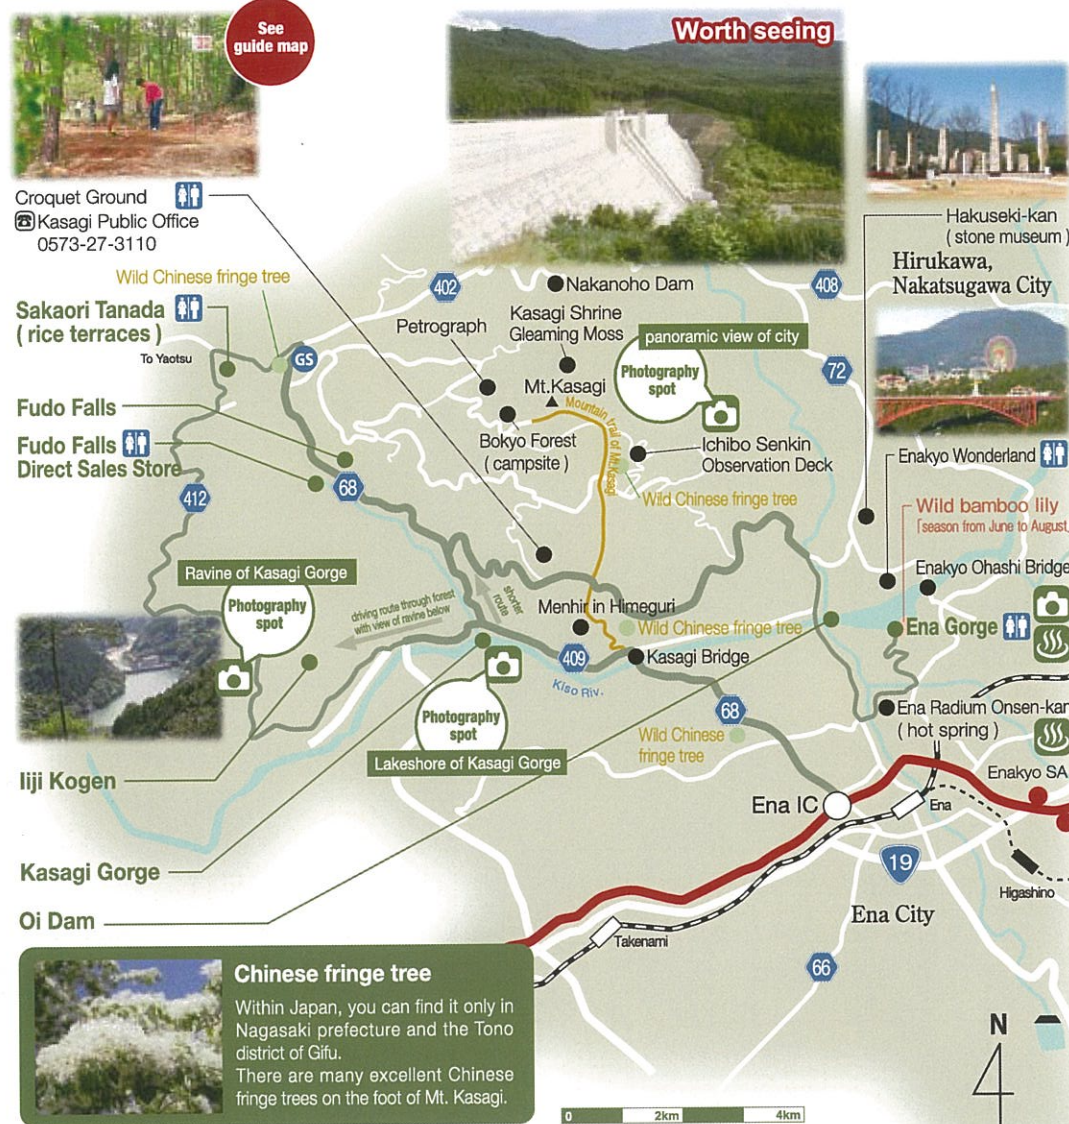 See
guide map
Worth seeing
Croquet Ground
Kasagi Public Office
0573-27-3110
Hakuseki-kan
( stone museum )
Hirukawa,
Nakatsugawa City
Wild Chinese fringe tree
402
Nakanoho Dam
408
Sakaori Tanada
( rice terraces )
To Yaotsu
GS
Petrograph
Kasagi Shrine
Gleaming Moss
panoramic view of city
Photography
spot
72
Mt.Kasagi
Mountain trail of Mt.Kasagi
Fudo Falls
Bokyo Forest
( campsite )
Ichibo Senkin
Observation Deck
Enakyo Wonderland
Fudo Falls
Direct Sales Store
68
412
Wild Chinese fringe tree
Wild bamboo lily
[season from June to August
Ravine of Kasagi Gorge
Photography
spot
driving route through forest
with view of ravine below
shorter
route
Menhir in Himeguri
Wild Chinese fringe tree
Enakyo Ohashi Bridge
Ena Gorge
409
Kasagi Bridge
Kiso Riv.
Photography
spot
Lakeshore of Kasagi Gorge
68
Wild Chinese
fringe tree
Ena Radium Onsen-kan
( hot spring )
Iiji Kogen
Enakyo SA
Ena IC
Ena
Kasagi Gorge
19
Higashino
Oi Dam
Ena City
Takenami
66
Chinese fringe tree
Within Japan, you can find it only in
Nagasaki prefecture and the Tono
district of Gifu.
There are many excellent Chinese
fringe trees on the foot of Mt. Kasagi.
N
0
2km
4km